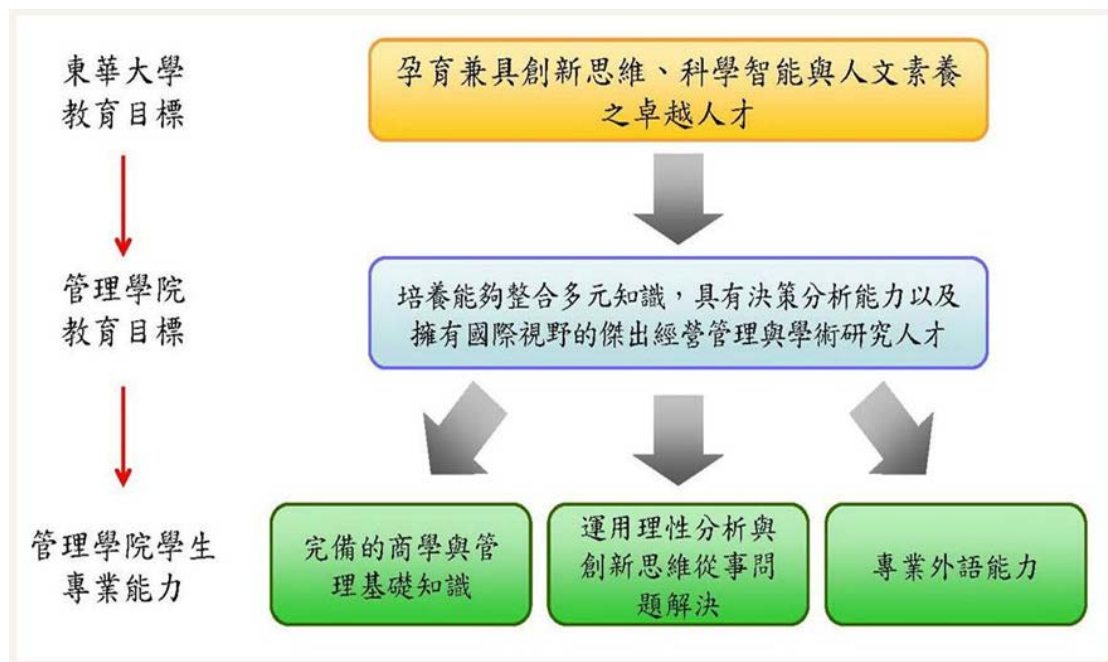 東華大學
教育目標
孕育兼具創新思維、科學智能與人文素養
之卓越人才
管理學院
教育目標
培養能夠整合多元知識，具有決策分析能力以及
擁有國際視野的傑出經營管理與學術研究人才
管理學院學生
專業能力
完備的商學與管
理基礎知識
運用理性分析與
創新思維從事問
題解決
專業外語能力